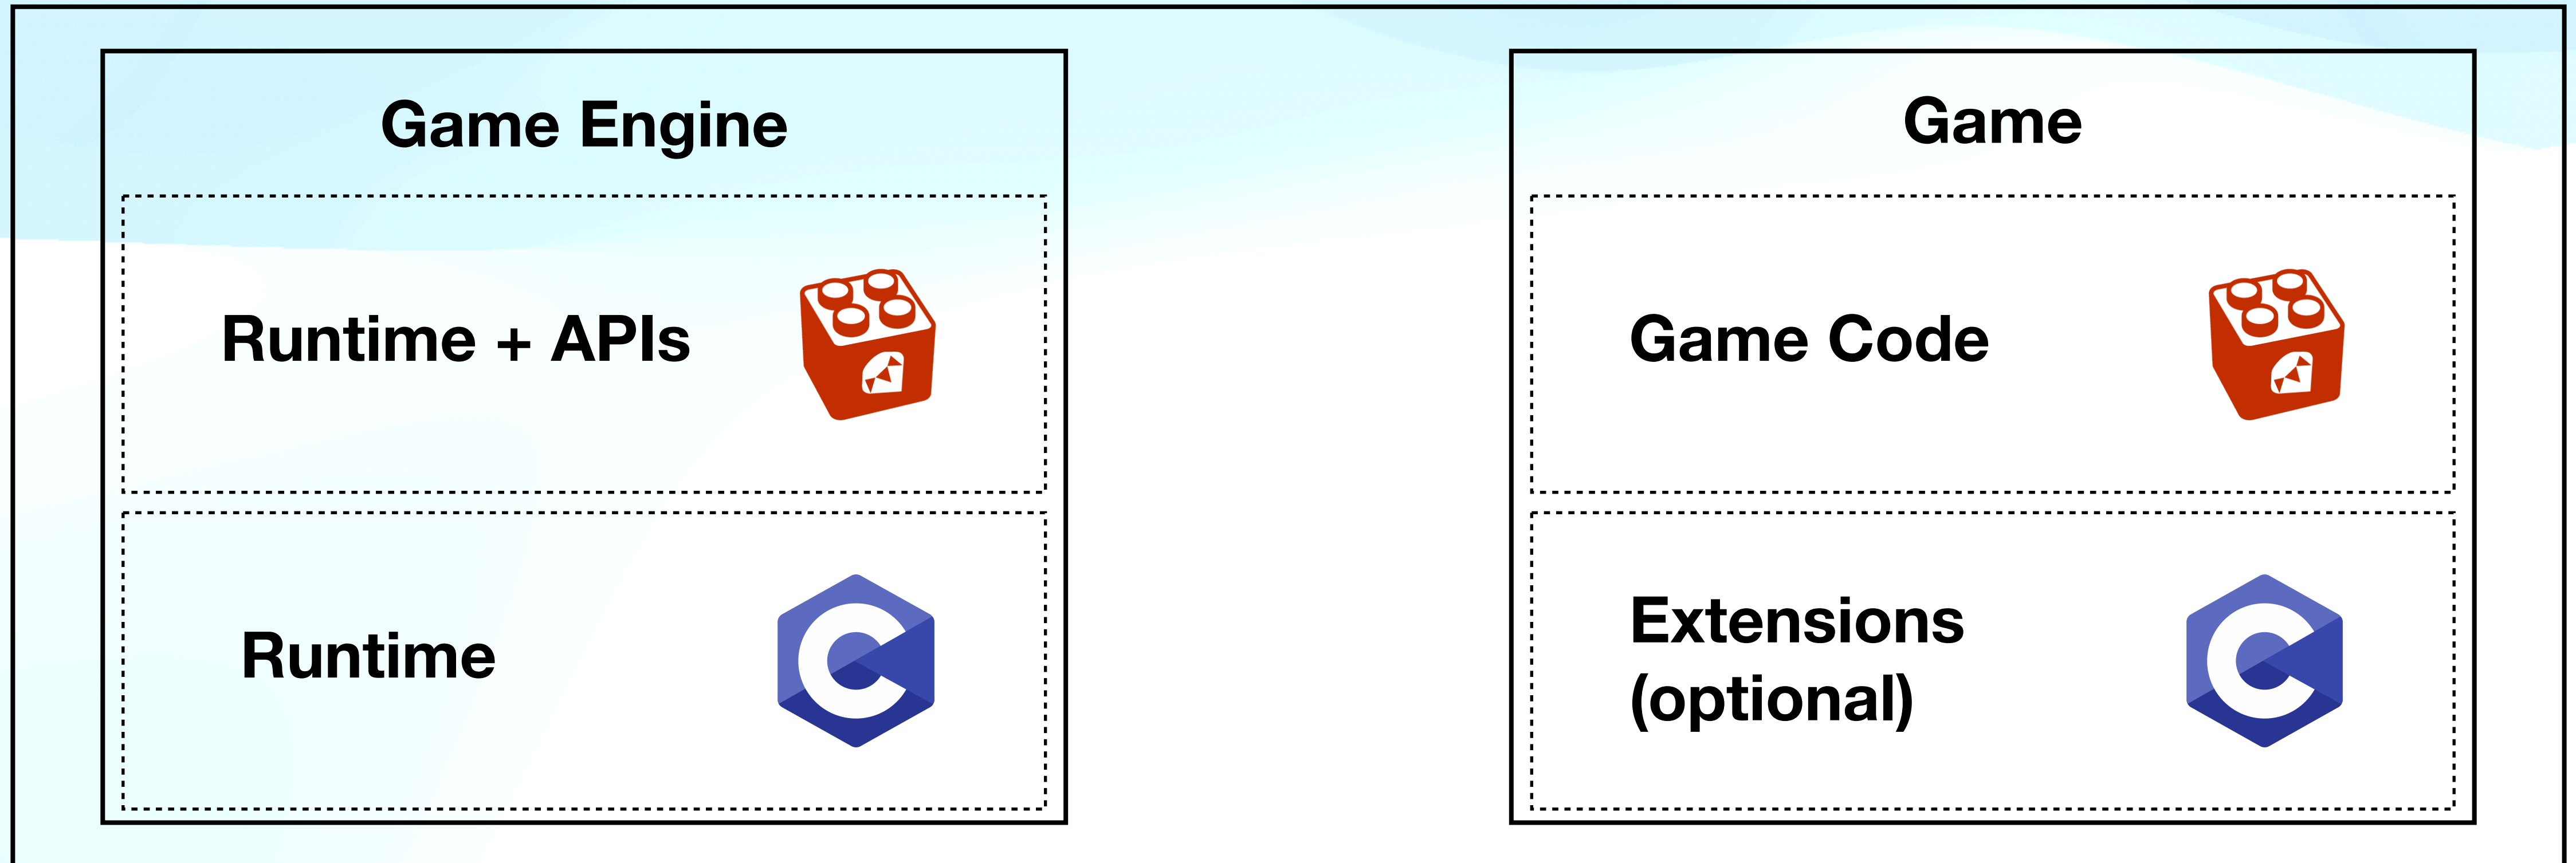 Game Engine
Runtime + APIs
Runtime
Game
Game Code
Extensions
(optional)